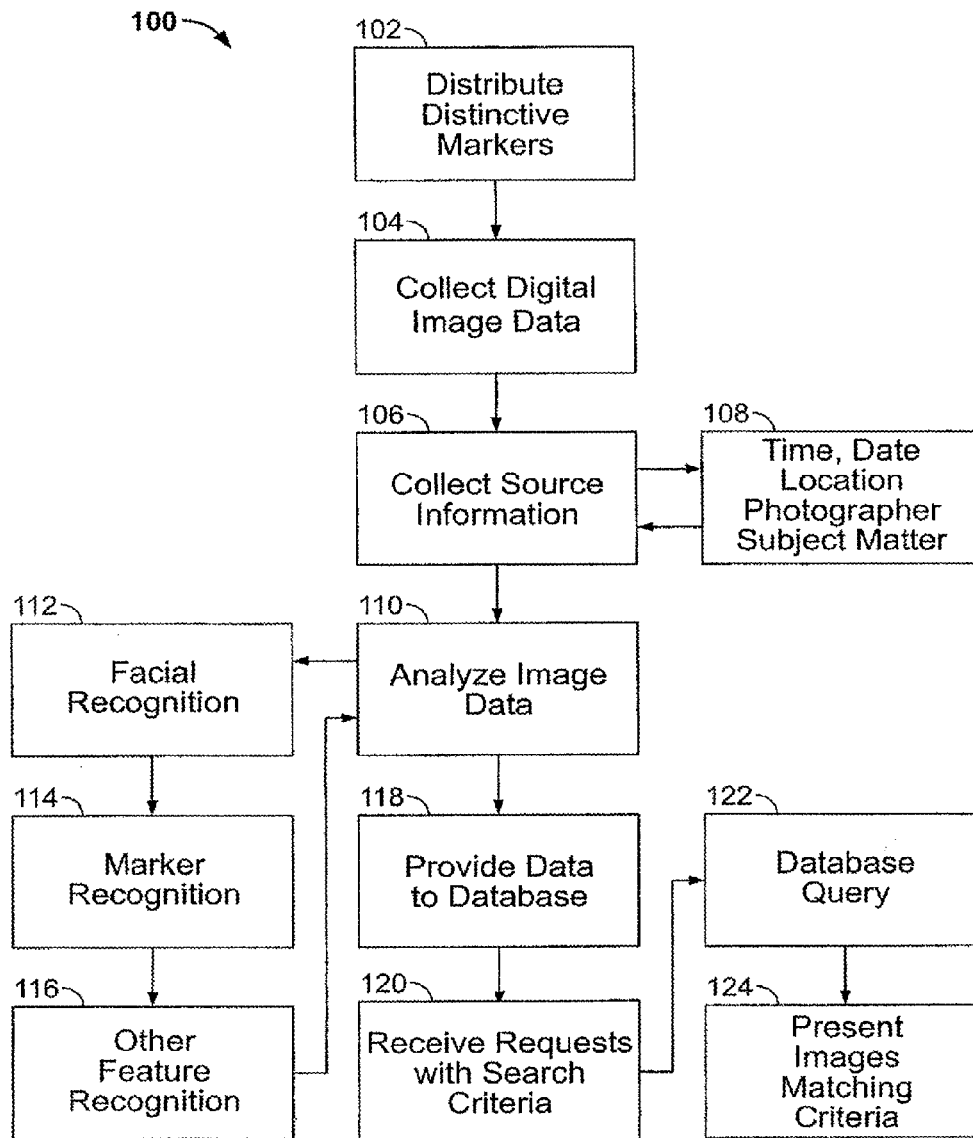 100
102
Distribute
Distinctive
Markers
104
Collect Digital
Image Data
106
Collect Source
Information
108
Time, Date
Location
Photographer
Subject Matter
110
Analyze Image
Data
112
Facial
Recognition
114
Marker
Recognition
116
Other
Feature
Recognition
118
Provide Data
to Database
120
Receive Requests
with Search
Criteria
122
Database
Query
124
Present
Images
Matching
Criteria